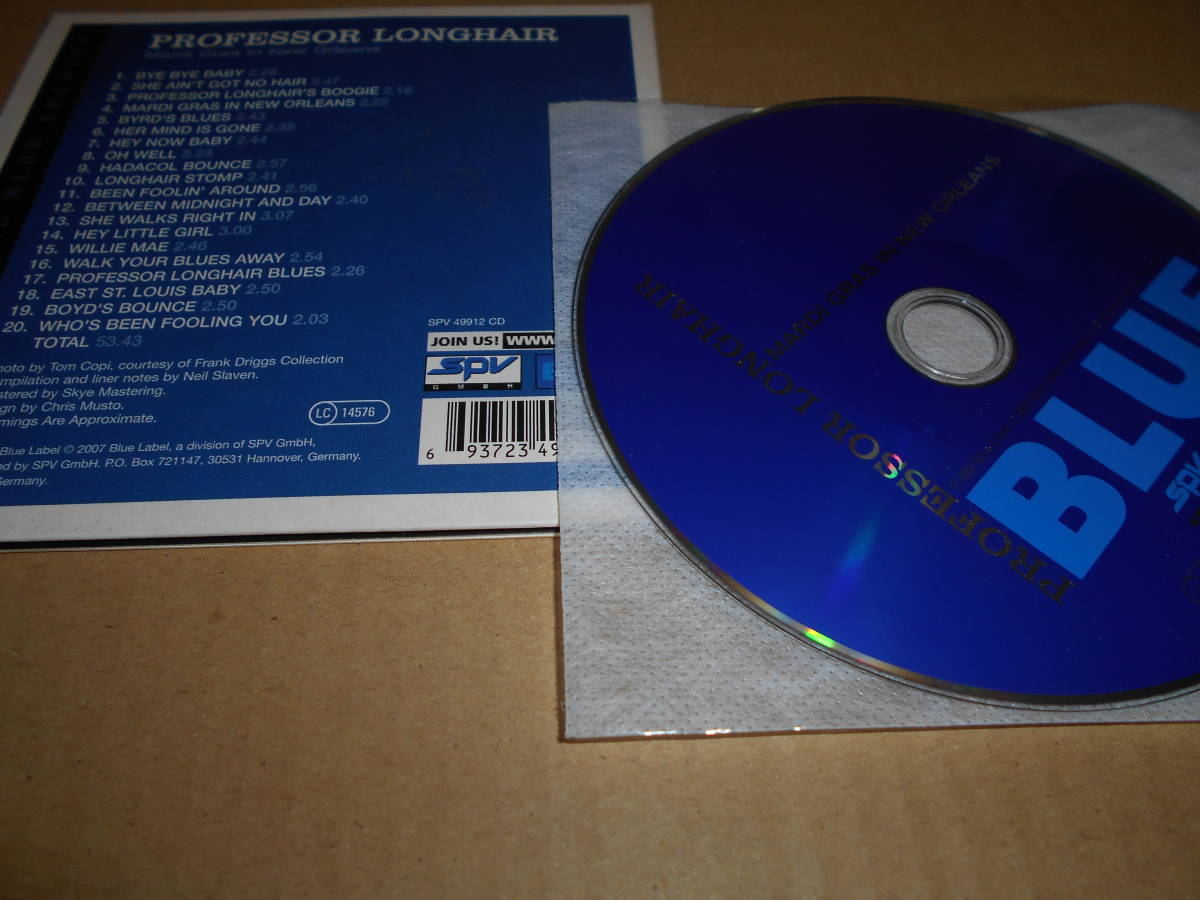 PROFESSOR LONGHAIR
Mardi Gras In New Orleans
1. BYE BYE BABY 2.25
2. SHE AIN'T GOT NO HAIR 2.47
3. PROFESSOR LONGHAIR'S BOOGIE 2.16
4. MARDI GRAS IN NEW ORLEANS 2.22
5. BYRD'S BLUES 2.43
6. HER MIND IS GONE 2.35
7. HEY NOW BABY 2.44
8. OH WELL 2.23
9. HADACOL BOUNCE 2.57
10. LONGHAIR STOMP 2.41
11. BEEN FOOLIN' AROUND 2.56
12. BETWEEN MIDNIGHT AND DAY 2.40
13. SHE WALKS RIGHT IN 3.07
14. HEY LITTLE GIRL 3.00
15. WILLIE MAE 2.46
16. WALK YOUR BLUES AWAY 2.54
17. PROFESSOR LONGHAIR BLUES 2.26
18. EAST ST. LOUIS BABY 2.50
19. BOYD'S BOUNCE 2.50
20. WHO'S BEEN FOOLING YOU 2.03
TOTAL 53.43
hoto by Tom Copi, courtesy of Frank Driggs Collection
ompilation and liner notes by Neil Slaven.
stered by Skye Mastering.
ign by Chris Musto.
mings Are Approximate.
Blue Label © 2007 Blue Label, a division of SPV GmbH,
ed by SPV GmbH. P.O. Box 721147, 30531 Hannover, Germany.
Germany.
LC 14576
SPV 49912 CD
JOIN US! WWW
SPV
GMBH
6 93723 49
MARDI GRAS IN NEW ORLEANS
PROFESSOR LONGHAIR
BLUE
SPV